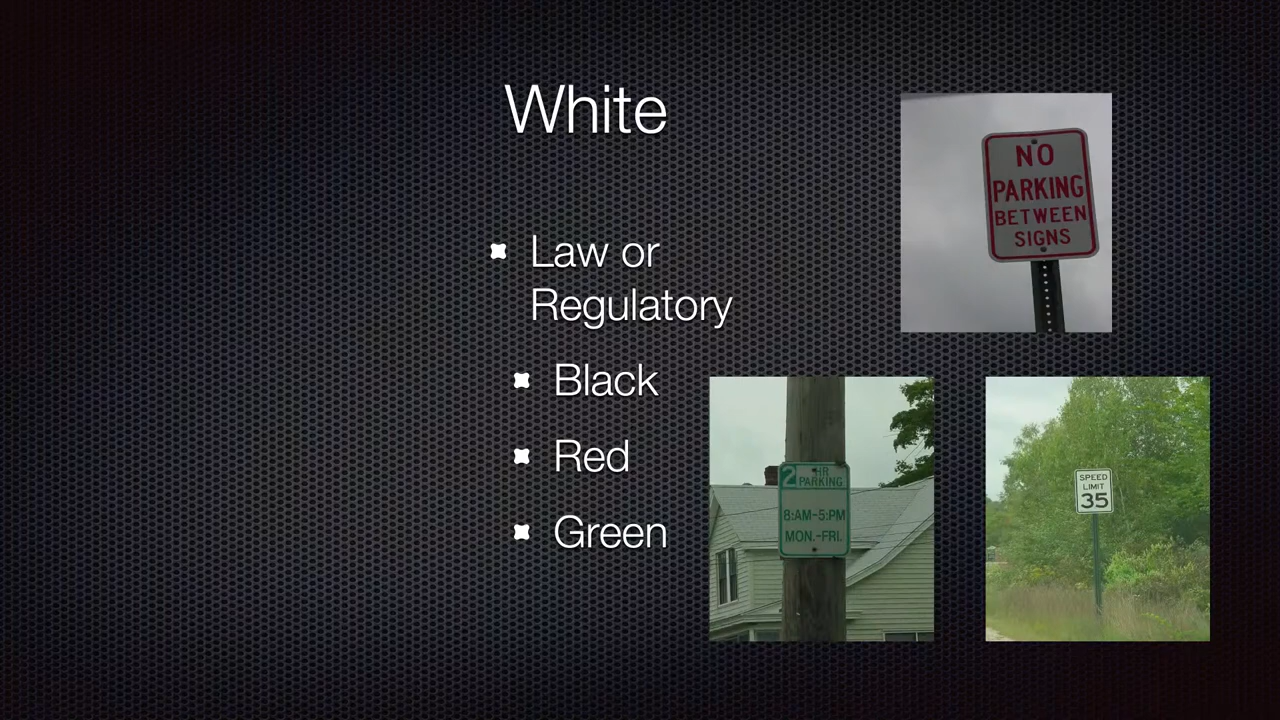 White
Law or
Regulatory
Black
Red
Green
NO
PARKING
BETWEEN
SIGNS
2 HR
PARKING
8:AM-5:PM
MON.-FRI.
SPEED
LIMIT
35